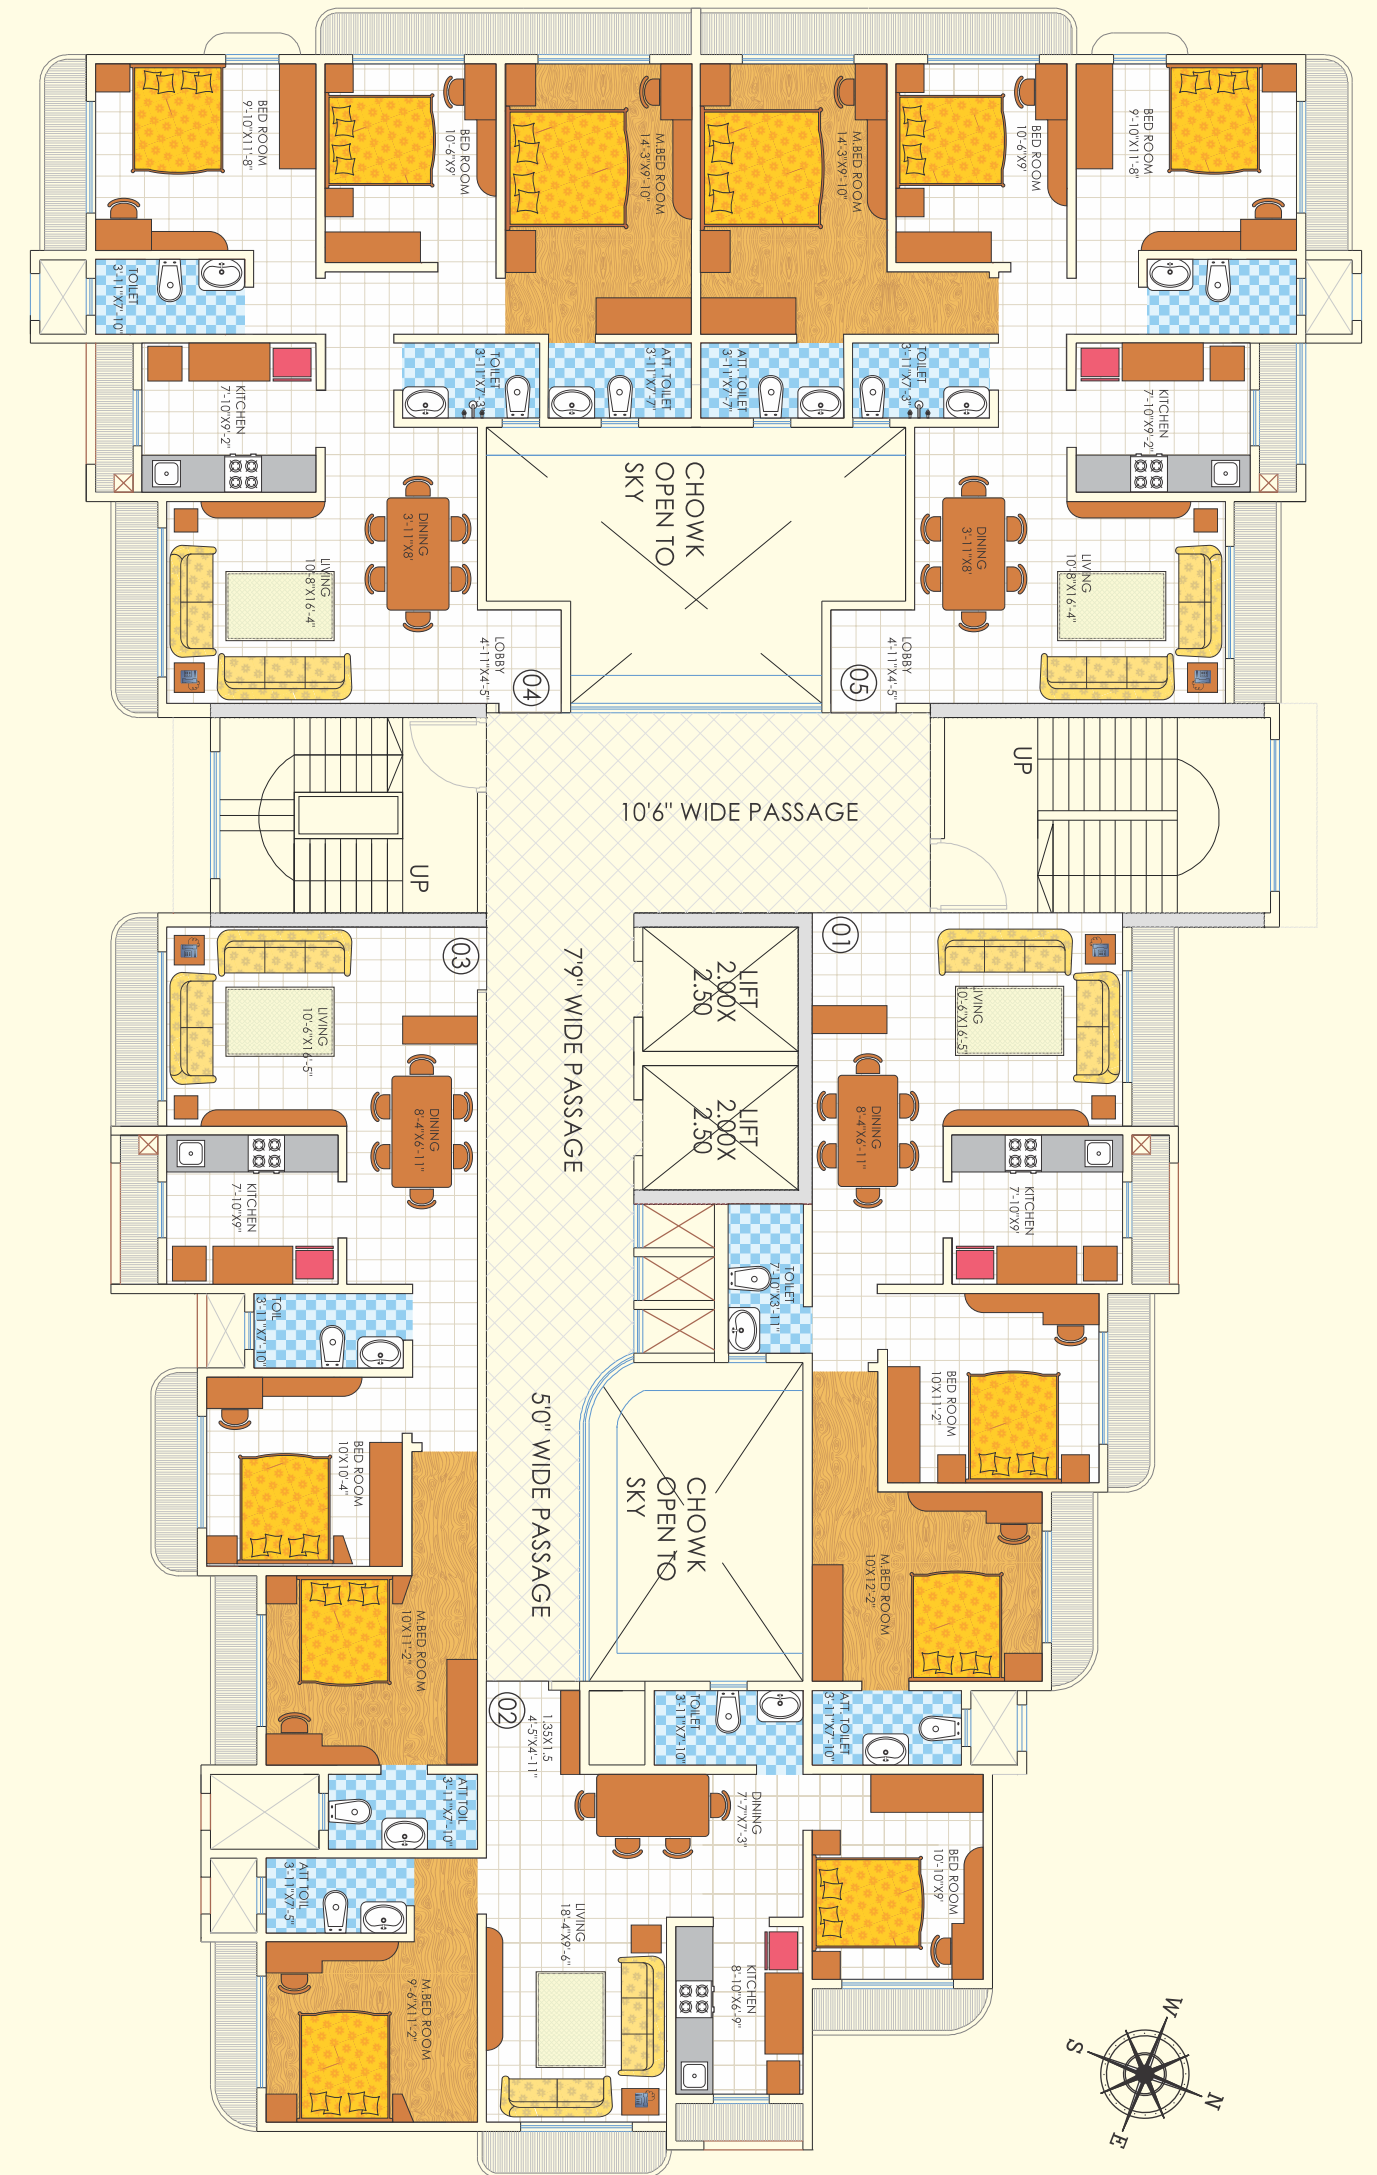 BED ROOM
9'-10"X11'-8"
BED ROOM
10'-6"X9'
M.BED ROOM
14'-3"X9'-10"
M.BED ROOM
14'-3"X9'-10"
BED ROOM
10'-6"X9'
BED ROOM
9'-10"X11'-8"
TOILET
3'-11"X7'-10"
TOILET
3'-11"X7'-3"
ATT. TOILET
3'-11"X7'-7"
ATT. TOILET
3'-11"X7'-7"
TOILET
3'-11"X7'-3"
KITCHEN
7'-10"X9'-2"
KITCHEN
7'-10"X9'-2"
CHOWK
OPEN TO
SKY
DINING
3'-11"X8'
DINING
3'-11"X8'
LIVING
10'-8"X16'-4"
LIVING
10'-8"X16'-4"
LOBBY
4'-11"X4'-5"
04
LOBBY
4'-11"X4'-5"
05
UP
10'6" WIDE PASSAGE
UP
03
01
7'9" WIDE PASSAGE
LIFT
2.00X
2.50
LIVING
10'-6"X16'-5"
LIVING
10'-6"X16'-5"
LIFT
2.00X
2.50
DINING
8'-4"X6'-11"
DINING
8'-4"X6'-11"
KITCHEN
7'-10"X9'
KITCHEN
7'-10"X9'
TOILET
7'-10"X3'-11"
TOIL
3'-11"X7'-10"
BED ROOM
10'X11'-2"
BED ROOM
10'X10'-4"
5'0" WIDE PASSAGE
CHOWK
OPEN TO
SKY
M.BED ROOM
10'X12'-2"
M.BED ROOM
10'X11'-2"
02
1.35X1.5
4'-5"X4'-11"
TOILET
3'-11"X7'-10"
ATT. TOILET
3'-11"X7'-10"
ATT TOIL
3'-11"X7'-10"
DINING
7'-7"X7'-3"
BED ROOM
10'-10"X9'
ATT TOIL
3'-11"X7'-5"
LIVING
18'-4"X9'-6"
KITCHEN
8'-10"X6'-9"
M.BED ROOM
9'-6"X11'-2"
W
S
N
E